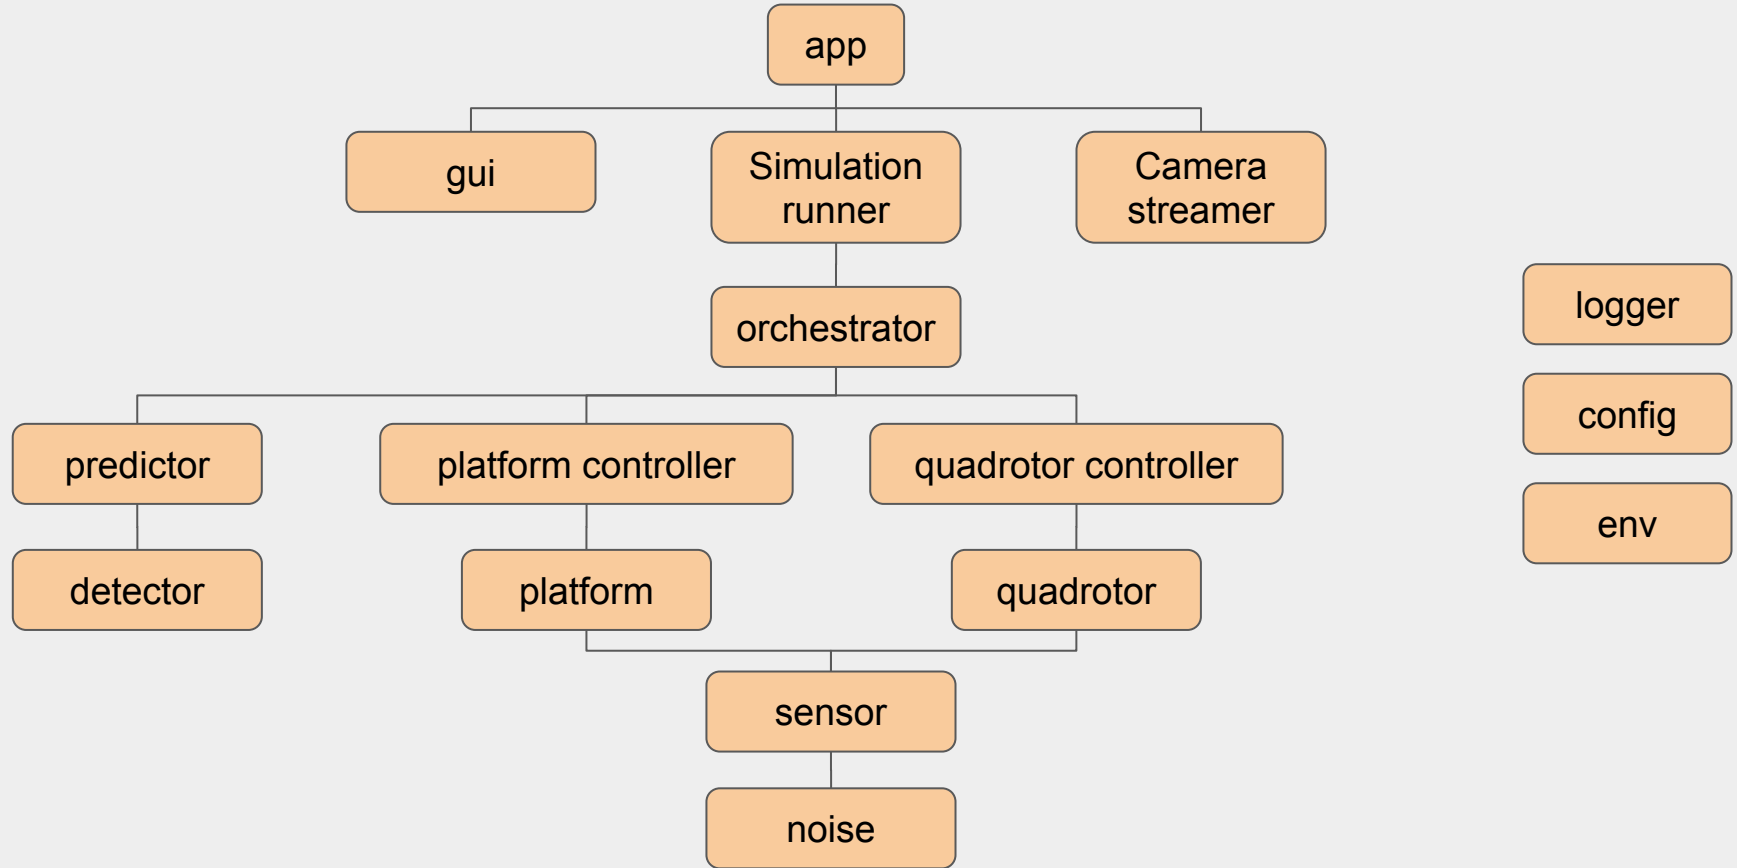 app
gui
Simulation
runner
Camera
streamer
orchestrator
logger
config
env
predictor
platform controller
quadrotor controller
detector
platform
quadrotor
sensor
noise